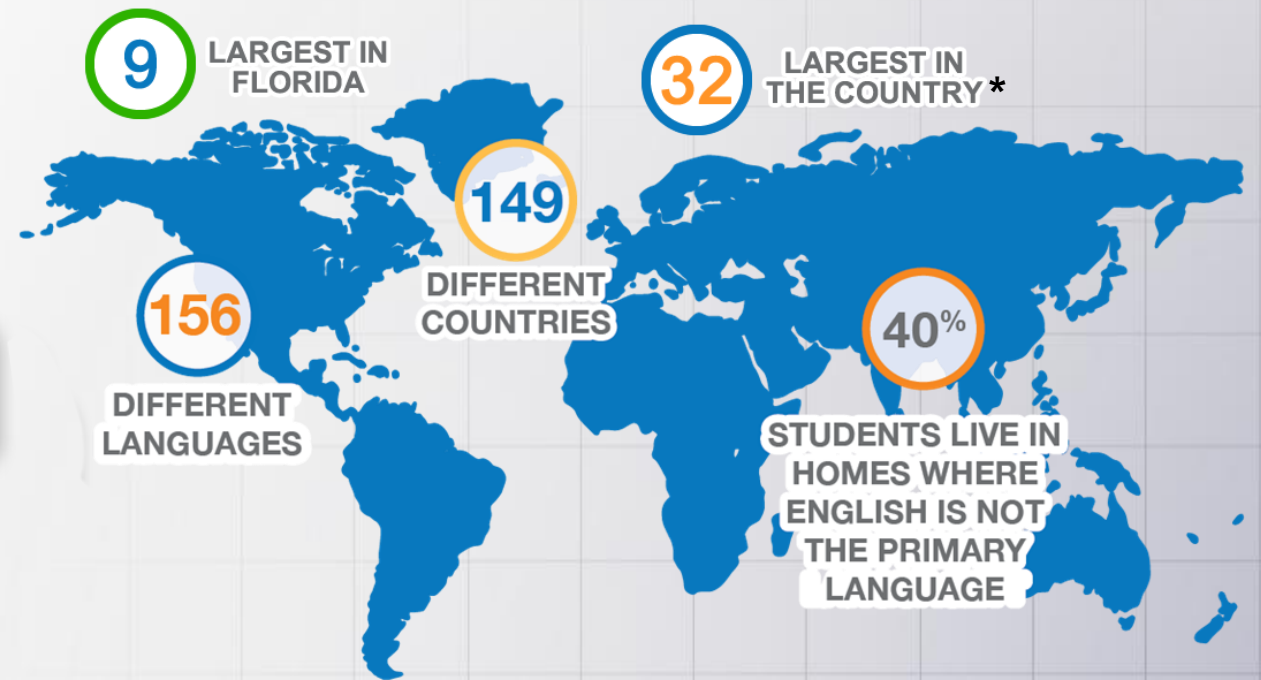 9
LARGEST IN
FLORIDA
32
LARGEST IN
THE COUNTRY *
149
DIFFERENT
COUNTRIES
156
DIFFERENT
LANGUAGES
40%
STUDENTS LIVE IN
HOMES WHERE
ENGLISH IS NOT
THE PRIMARY
LANGUAGE